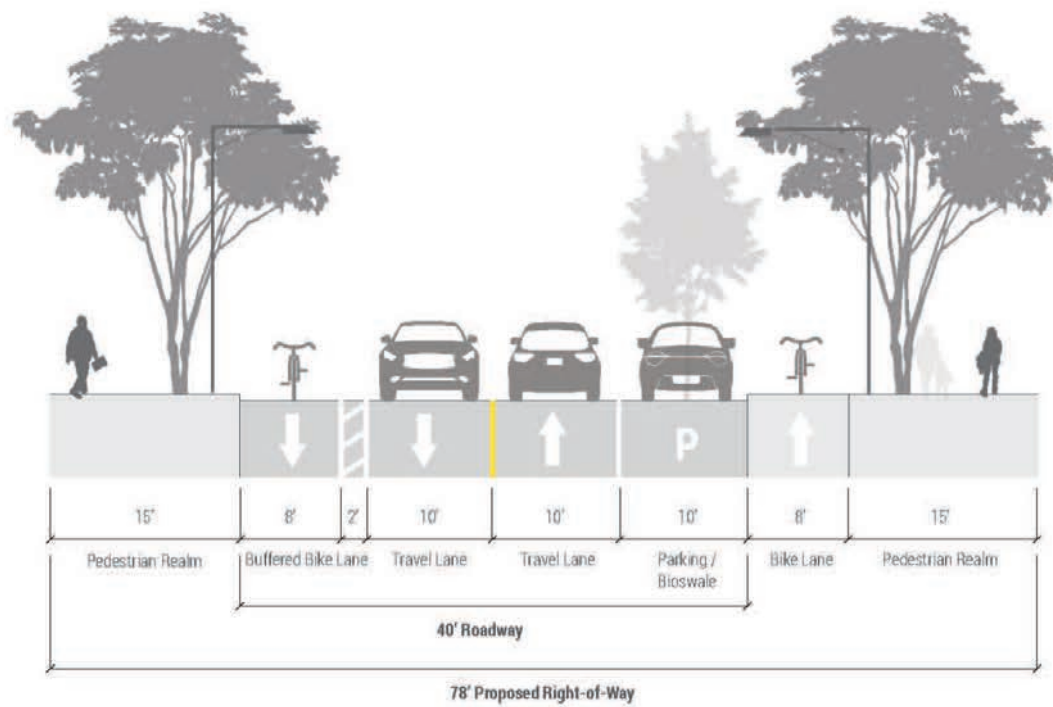 P
15' 8' 2' 10' 10' 10' 8' 15'
Pedestrian Realm Buffered Bike Lane Travel Lane Travel Lane Parking / Bike Lane Pedestrian Realm
Bioswale
40' Roadway
78' Proposed Right-of-Way